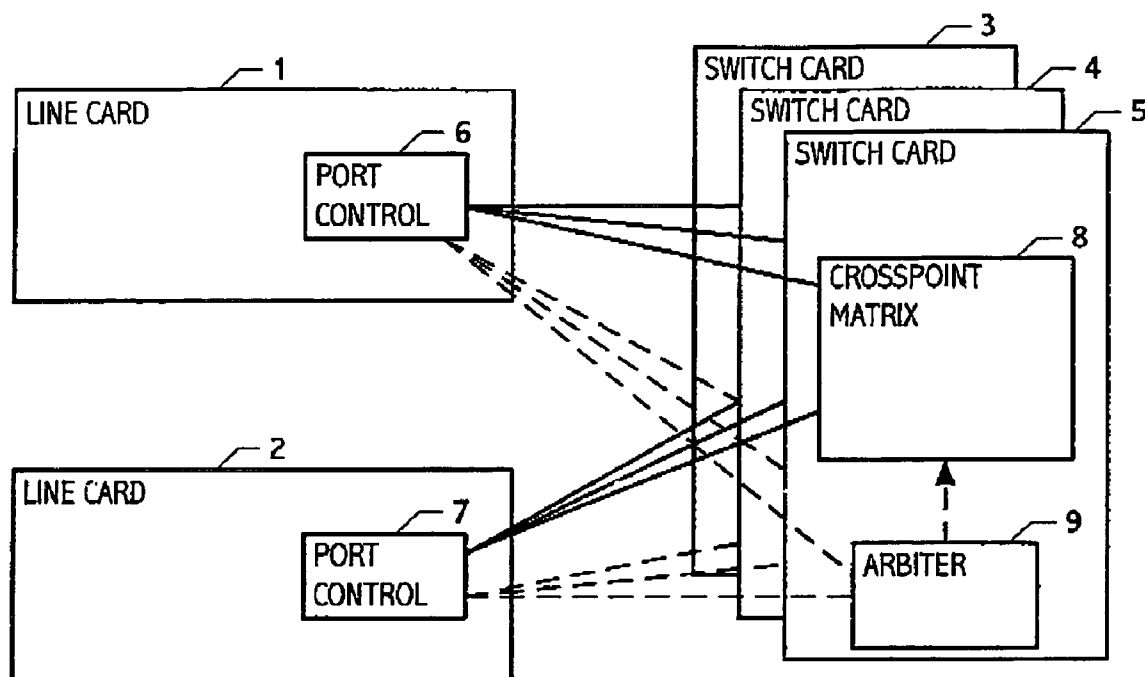 1
LINE CARD
6
PORT
CONTROL
3
SWITCH CARD
4
SWITCH CARD
5
SWITCH CARD
8
CROSSPOINT
MATRIX
2
LINE CARD
7
PORT
CONTROL
9
ARBITER